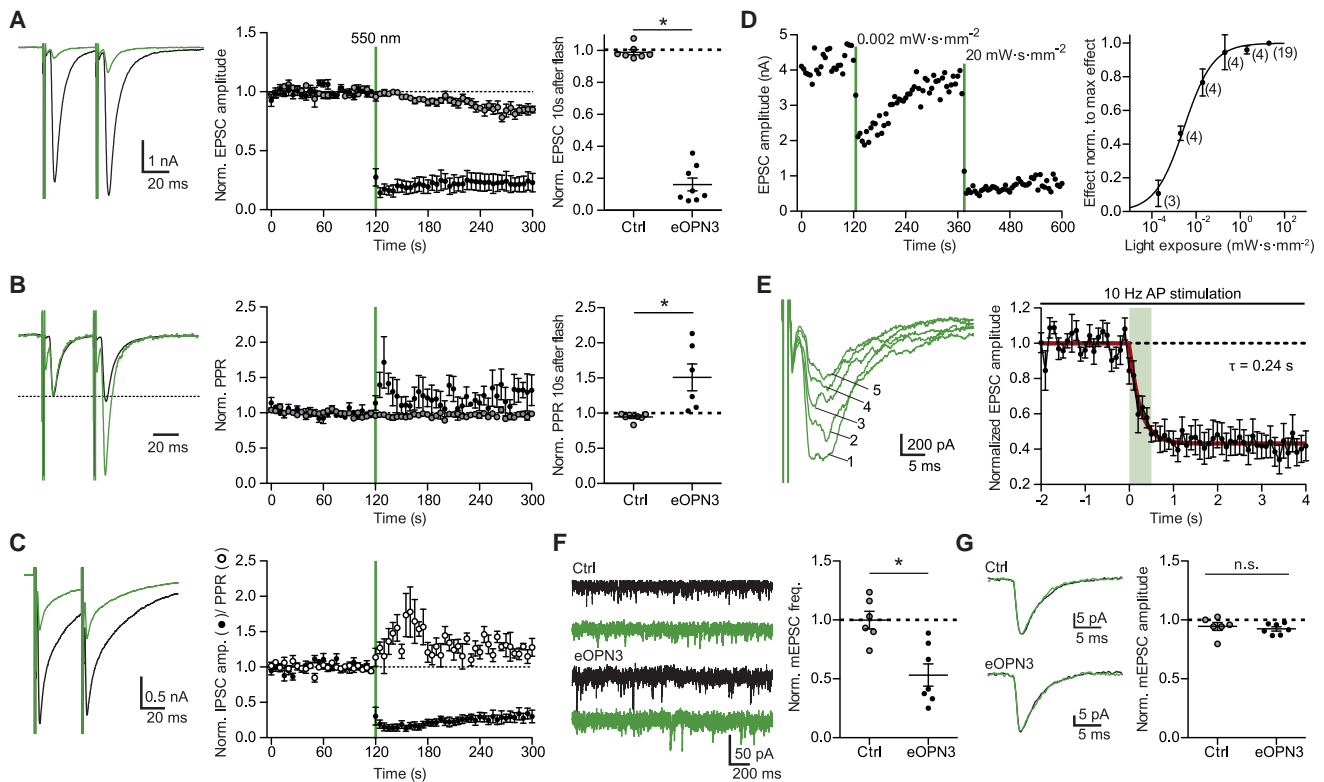 A
1 nA
20 ms
Norm. EPSC amplitude
1.5
1.0
0.5
0.0
550 nm
0 60 120 180 240 300
Time (s)
Norm. EPSC 10s after flash
1.0
0.8
0.6
0.4
0.2
0.0
*
Ctrl eOPN3
D
EPSC amplitude (nA)
5
4
3
2
1
0
0.002 mW·s·mm-2
20 mW·s·mm-2
0 120 240 360 480 600
Time (s)
Effect norm. to max effect
1.0
0.8
0.6
0.4
0.2
0.0
(3)
(4)
(4)
(4)
(4)
(19)
10-4 10-2 100 102
Light exposure (mW·s·mm-2)
B
20 ms
Norm. PPR
2.5
2.0
1.5
1.0
0.5
0.0
0 60 120 180 240 300
Time (s)
Norm. PPR 10s after flash
2.5
2.0
1.5
1.0
0.5
0.0
*
Ctrl eOPN3
E
5
4
3
2
1
200 pA
5 ms
10 Hz AP stimulation
Normalized EPSC amplitude
1.2
1.0
0.8
0.6
0.4
0.2
τ = 0.24 s
-2 -1 0 1 2 3 4
Time (s)
C
0.5 nA
20 ms
Norm. IPSC amp. (●)/ PPR (○)
2.5
2.0
1.5
1.0
0.5
0.0
0 60 120 180 240 300
Time (s)
F
Ctrl
eOPN3
50 pA
200 ms
Norm. mEPSC freq.
1.5
1.0
0.5
0.0
*
Ctrl eOPN3
G
Ctrl
5 pA
5 ms
eOPN3
5 pA
5 ms
Norm. mEPSC amplitude
1.5
1.0
0.5
0.0
n.s.
Ctrl eOPN3